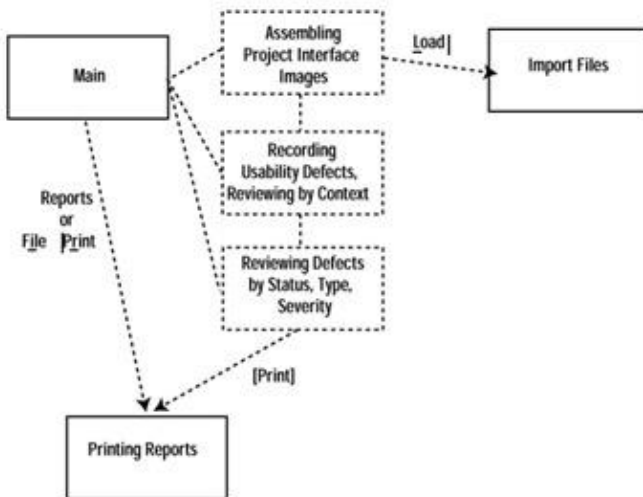 Main
Assembling
Project Interface
Images
Load|
Import Files
Recording
Usability Defects,
Reviewing by Context
Reports
or
File |Print
Reviewing Defects
by Status, Type,
Severity
[Print]
Printing Reports